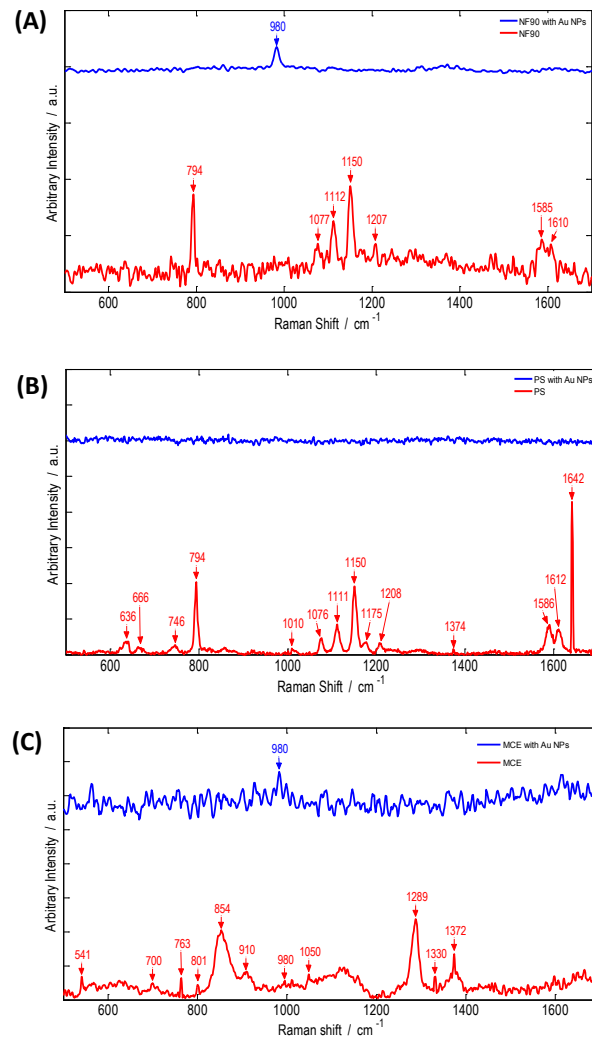 (A)
NF90 with Au NPs
NF90
980
794
1077
1112
1150
1207
1585
1610
Arbitrary Intensity / a.u.
600 800 1000 1200 1400 1600
Raman Shift / cm⁻¹
(B)
PS with Au NPs
PS
636
666
746
794
1010
1076
1111
1150
1175
1208
1374
1586
1612
1642
Arbitrary Intensity / a.u.
600 800 1000 1200 1400 1600
Raman Shift / cm⁻¹
(C)
MCE with Au NPs
MCE
980
541
700
763
801
854
910
980
1050
1289
1330
1372
Arbitrary Intensity / a.u.
600 800 1000 1200 1400 1600
Raman shift / cm⁻¹